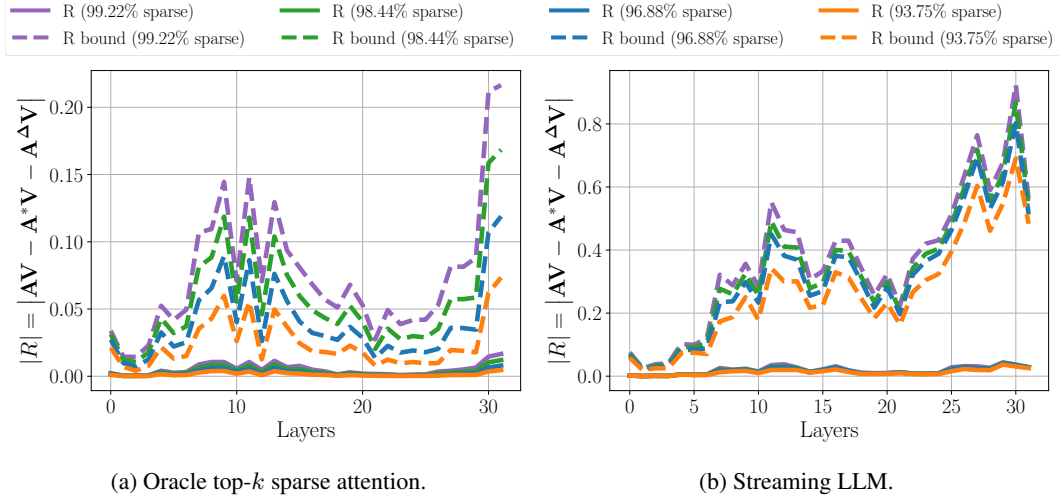 R (99.22% sparse)
R (98.44% sparse)
R (96.88% sparse)
R (93.75% sparse)
R bound (99.22% sparse)
R bound (98.44% sparse)
R bound (96.88% sparse)
R bound (93.75% sparse)
|R| = |AV − A*V − A^ΔV|
0.20
0.15
0.10
0.05
0.00
0 10 20 30
Layers
(a) Oracle top-k sparse attention.
|R| = |AV − A*V − A^ΔV|
0.8
0.6
0.4
0.2
0.0
0 5 10 15 20 25 30
Layers
(b) Streaming LLM.